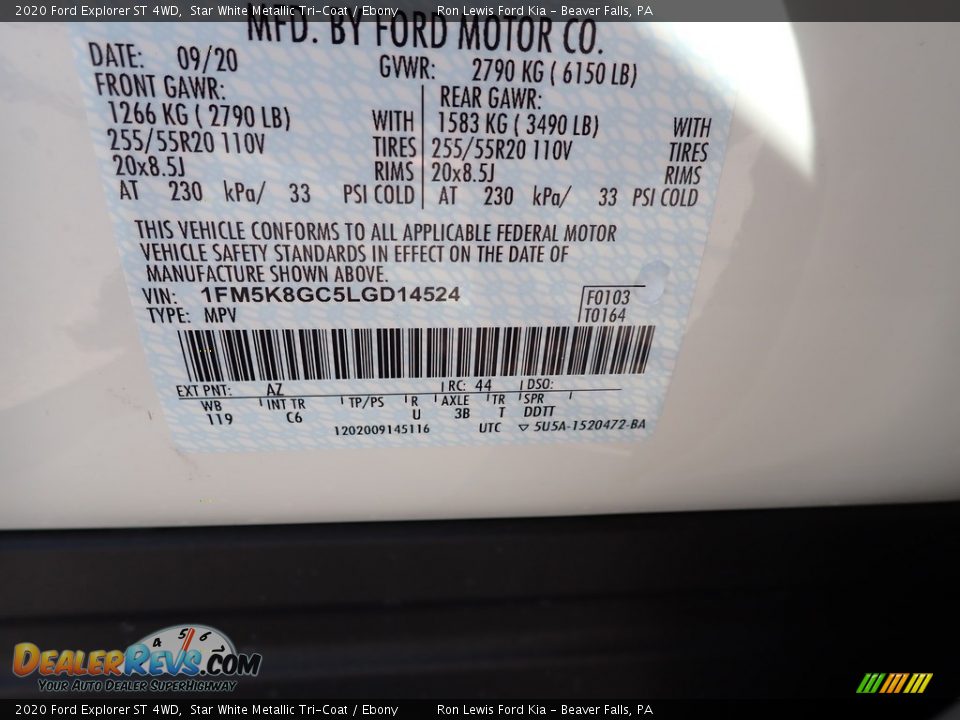 2020 Ford Explorer ST 4WD, Star White Metallic Tri-Coat / Ebony Ron Lewis Ford Kia - Beaver Falls, PA
MFD. BY FORD MOTOR CO.
DATE: 09/20 GVWR: 2790 KG ( 6150 LB)
FRONT GAWR: REAR GAWR:
1266 KG ( 2790 LB) WITH 1583 KG ( 3490 LB) WITH
255/55R20 110V TIRES 255/55R20 110V TIRES
20x8.5J RIMS 20x8.5J RIMS
AT 230 kPa/ 33 PSI COLD AT 230 kPa/ 33 PSI COLD
THIS VEHICLE CONFORMS TO ALL APPLICABLE FEDERAL MOTOR
VEHICLE SAFETY STANDARDS IN EFFECT ON THE DATE OF
MANUFACTURE SHOWN ABOVE.
VIN: 1FM5K8GC5LGD14524 F0103
TYPE: MPV T0164
EXT PNT: AZ RC: 44 DSO:
WB INT TR TP/PS R AXLE TR SPR
119 C6 U 3B T DDTT
1202009145116 UTC ▽ 5U5A-1520472-BA
4 5 6
DEALERREVS.COM
YOUR AUTO DEALER SUPERHIGHWAY
2020 Ford Explorer ST 4WD, Star White Metallic Tri-Coat / Ebony Ron Lewis Ford Kia - Beaver Falls, PA